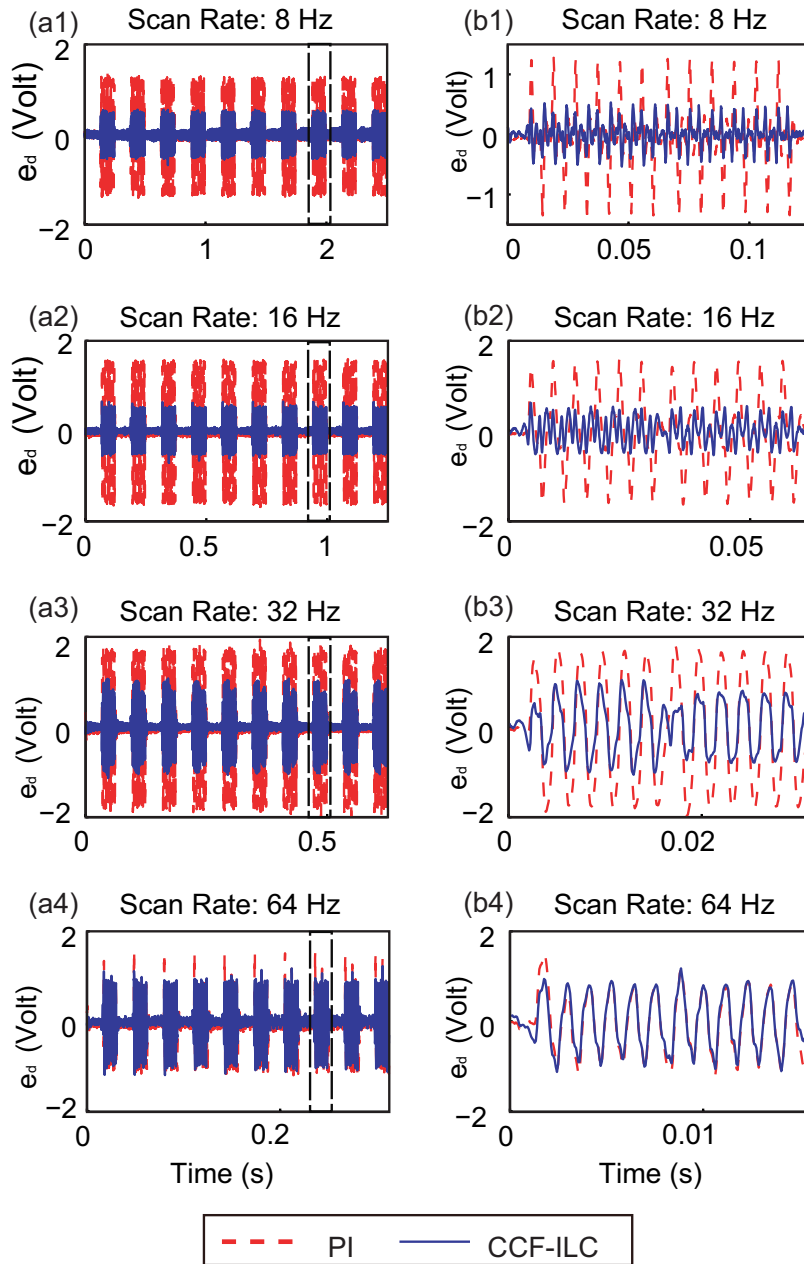 (a1) Scan Rate: 8 Hz
2
0
−2
e_d (Volt)
0 1 2
(b1) Scan Rate: 8 Hz
1
0
−1
e_d (Volt)
0 0.05 0.1
(a2) Scan Rate: 16 Hz
2
0
−2
e_d (Volt)
0 0.5 1
(b2) Scan Rate: 16 Hz
2
0
−2
e_d (Volt)
0 0.05
(a3) Scan Rate: 32 Hz
2
0
−2
e_d (Volt)
0 0.5
(b3) Scan Rate: 32 Hz
2
0
−2
e_d (Volt)
0 0.02
(a4) Scan Rate: 64 Hz
2
0
−2
e_d (Volt)
0 0.2
Time (s)
(b4) Scan Rate: 64 Hz
2
0
−2
e_d (Volt)
0 0.01
Time (s)
PI CCF-ILC